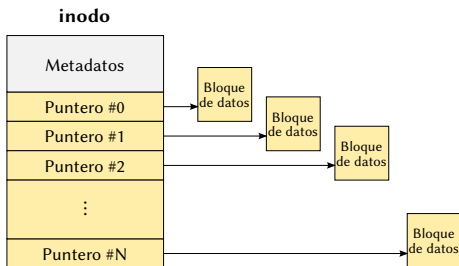 inodo
Metadatos
Puntero #0
Puntero #1
Puntero #2
⋮
Puntero #N
Bloque
de datos
Bloque
de datos
Bloque
de datos
Bloque
de datos